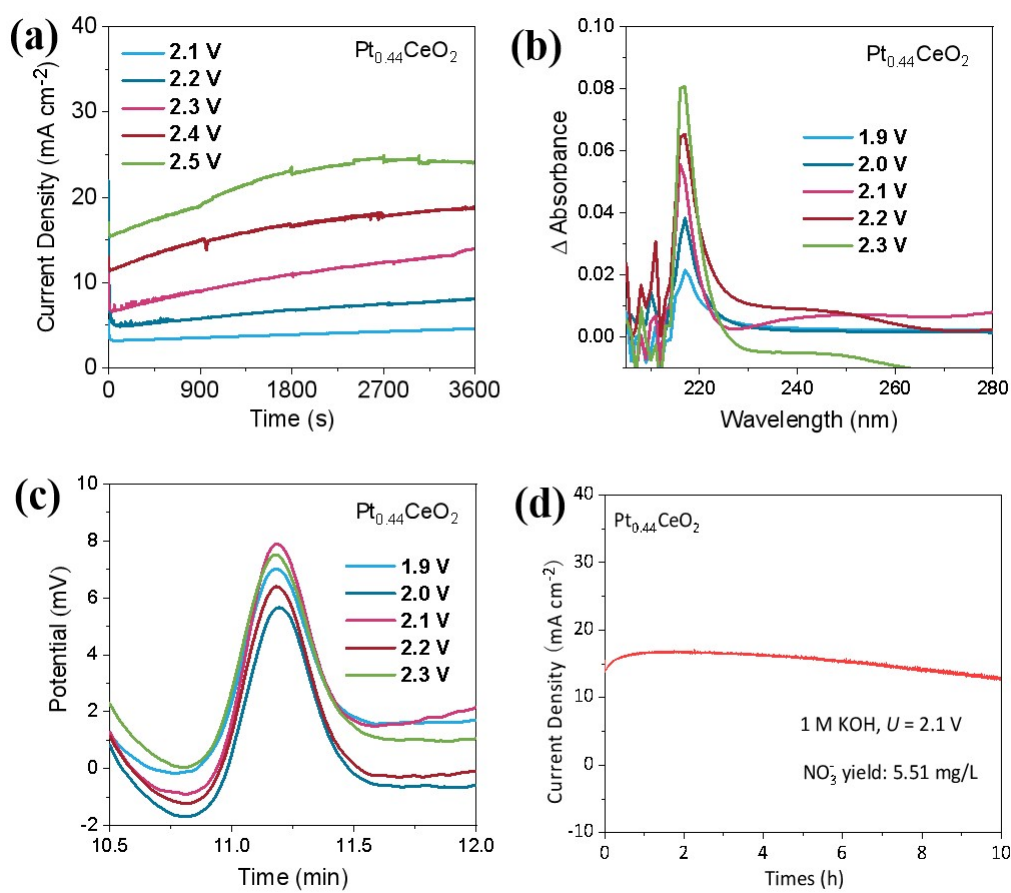 (a)
40
30
20
10
0
Current Density (mA cm⁻²)
2.1 V
2.2 V
2.3 V
2.4 V
2.5 V
Pt₀.₄₄CeO₂
0 900 1800 2700 3600
Time (s)
(b)
0.10
0.08
0.06
0.04
0.02
0.00
Δ Absorbance
Pt₀.₄₄CeO₂
1.9 V
2.0 V
2.1 V
2.2 V
2.3 V
220 240 260 280
Wavelength (nm)
(c)
10
8
6
4
2
0
-2
Potential (mV)
Pt₀.₄₄CeO₂
1.9 V
2.0 V
2.1 V
2.2 V
2.3 V
10.5 11.0 11.5 12.0
Time (min)
(d)
40
30
20
10
0
-10
Current Density (mA cm⁻²)
Pt₀.₄₄CeO₂
1 M KOH, U = 2.1 V
NO₃⁻ yield: 5.51 mg/L
0 2 4 6 8 10
Times (h)